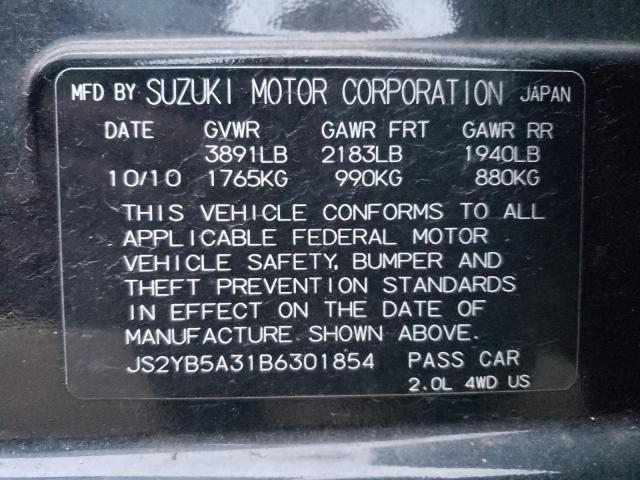 MFD BY SUZUKI MOTOR CORPORATION JAPAN
DATE GVWR GAWR FRT GAWR RR
3891LB 2183LB 1940LB
10/10 1765KG 990KG 880KG
THIS VEHICLE CONFORMS TO ALL
APPLICABLE FEDERAL MOTOR
VEHICLE SAFETY, BUMPER AND
THEFT PREVENTION STANDARDS
IN EFFECT ON THE DATE OF
MANUFACTURE SHOWN ABOVE.
JS2YB5A31B6301854 PASS CAR
2.0L 4WD US